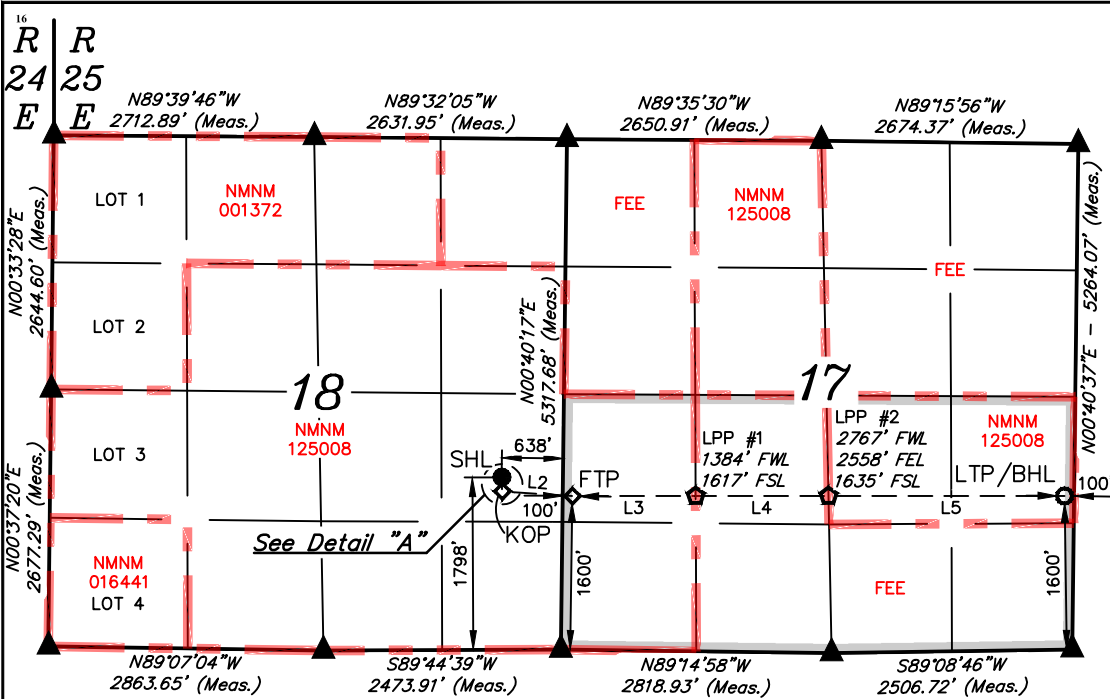 16
R R
24 25
E E
N89°39'46"W
2712.89' (Meas.)
N89°32'05"W
2631.95' (Meas.)
N89°35'30"W
2650.91' (Meas.)
N89°15'56"W
2674.37' (Meas.)
N00°33'28"E
2644.60' (Meas.)
LOT 1
NMNM
001372
FEE
NMNM
125008
FEE
N00°40'37"E - 5264.07' (Meas.)
LOT 2
N00°40'17"E
5317.68' (Meas.)
18
17
NMNM
125008
NMNM
125008
LOT 3
638'
SHL
L2
100'
KOP
FTP
LPP #1
1384' FWL
1617' FSL
LPP #2
2767' FWL
2558' FEL
1635' FSL
LTP/BHL
100'
L3
L4
L5
See Detail "A"
1798'
1600'
1600'
N00°37'20"E
2677.29' (Meas.)
NMNM
016441
LOT 4
FEE
N89°07'04"W
2863.65' (Meas.)
S89°44'39"W
2473.91' (Meas.)
N89°14'58"W
2818.93' (Meas.)
S89°08'46"W
2506.72' (Meas.)